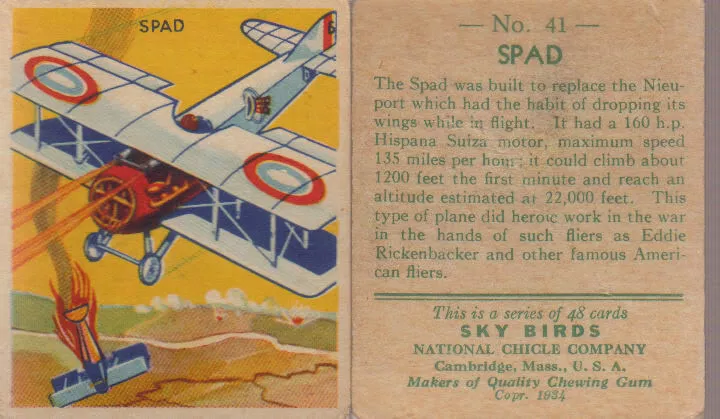 SPAD
— No. 41 —
SPAD
The Spad was built to replace the Nieu-
port which had the habit of dropping its
wings while in flight. It had a 160 h.p.
Hispana Suiza motor, maximum speed
135 miles per hour; it could climb about
1200 feet the first minute and reach an
altitude estimated at 22,000 feet. This
type of plane did heroic work in the war
in the hands of such fliers as Eddie
Rickenbacker and other famous Ameri-
can fliers.
This is a series of 48 cards
SKY BIRDS
NATIONAL CHICLE COMPANY
Cambridge, Mass., U. S. A.
Makers of Quality Chewing Gum
Copr. 1934